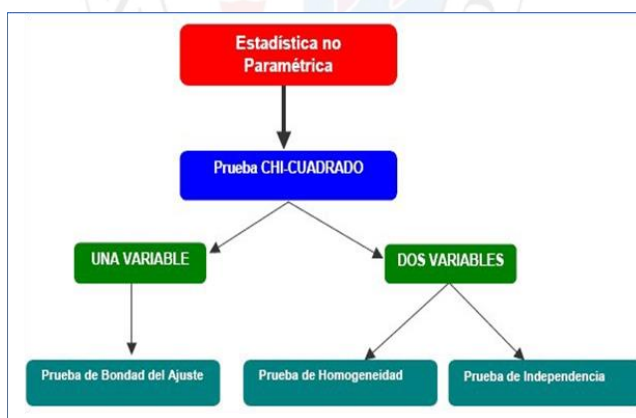 Estadística no
Paramétrica
Prueba CHI-CUADRADO
UNA VARIABLE
DOS VARIABLES
Prueba de Bondad del Ajuste
Prueba de Homogeneidad
Prueba de Independencia